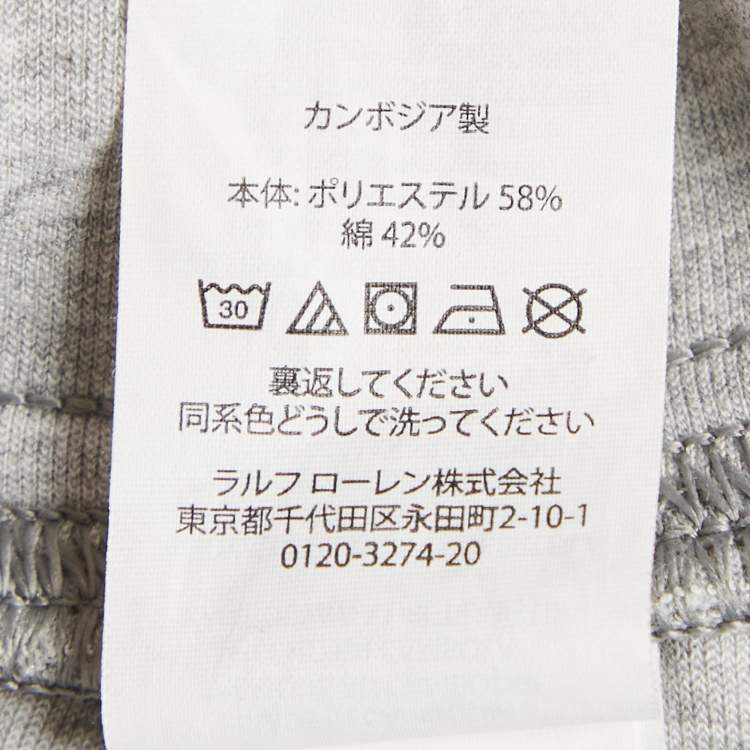 カンボジア製
本体: ポリエステル 58%
綿 42%
30
裏返してください
同系色どうしで洗ってください
ラルフ ローレン株式会社
東京都千代田区永田町2-10-1
0120-3274-20